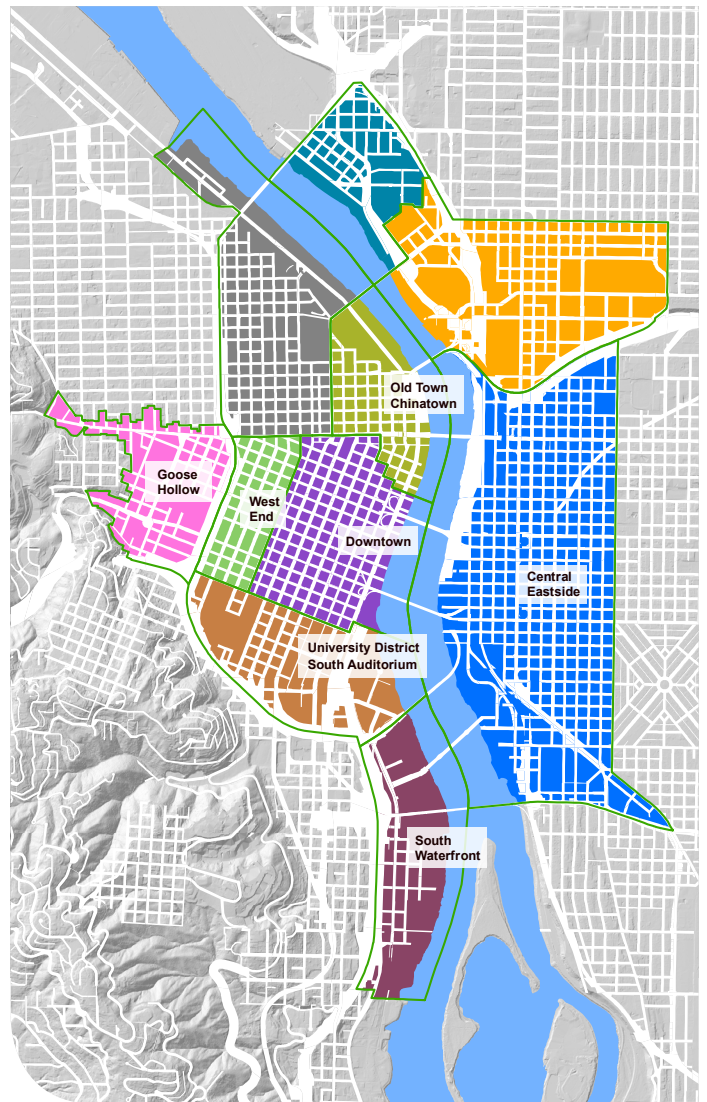 Old Town
Chinatown
Goose
Hollow
West
End
Downtown
Central
Eastside
University District
South Auditorium
South
Waterfront